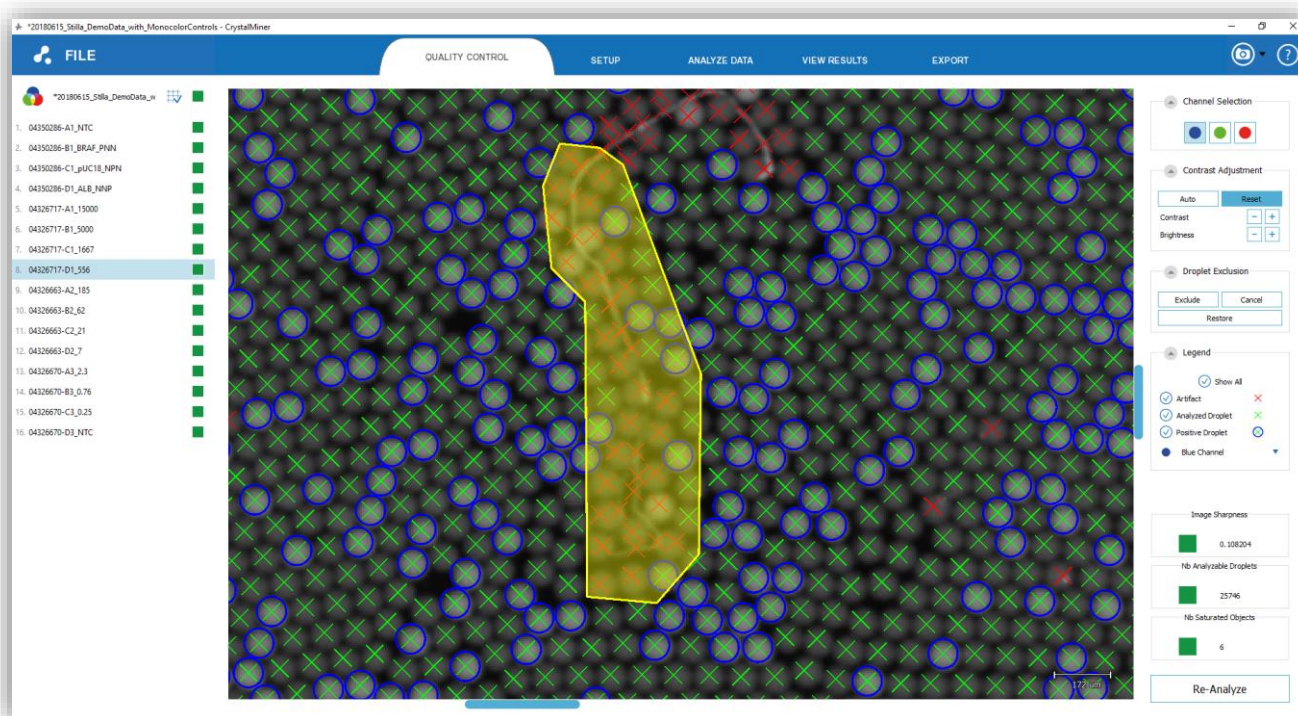 *20180615_Stilla_DemoData_with_MonocolorControls - CrystalMiner
FILE
QUALITY CONTROL
SETUP
ANALYZE DATA
VIEW RESULTS
EXPORT
?
*20180615_Stilla_DemoData_w
1. 04350286-A1_NTC
2. 04350286-B1_BRAF_PNN
3. 04350286-C1_pUC18_NPN
4. 04350286-D1_ALB_NNP
5. 04326717-A1_15000
6. 04326717-B1_5000
7. 04326717-C1_1667
8. 04326717-D1_556
9. 04326663-A2_185
10. 04326663-B2_62
11. 04326663-C2_21
12. 04326663-D2_7
13. 04326670-A3_2.3
14. 04326670-B3_0.76
15. 04326670-C3_0.25
16. 04326670-D3_NTC
Channel Selection
Contrast Adjustment
Auto
Reset
Contrast
- +
Brightness
- +
Droplet Exclusion
Exclude
Cancel
Restore
Legend
Show All
Artifact
Analyzed Droplet
Positive Droplet
Blue Channel
Image Sharpness
0.108204
Nb Analyzable Droplets
25746
Nb Saturated Objects
6
Re-Analyze